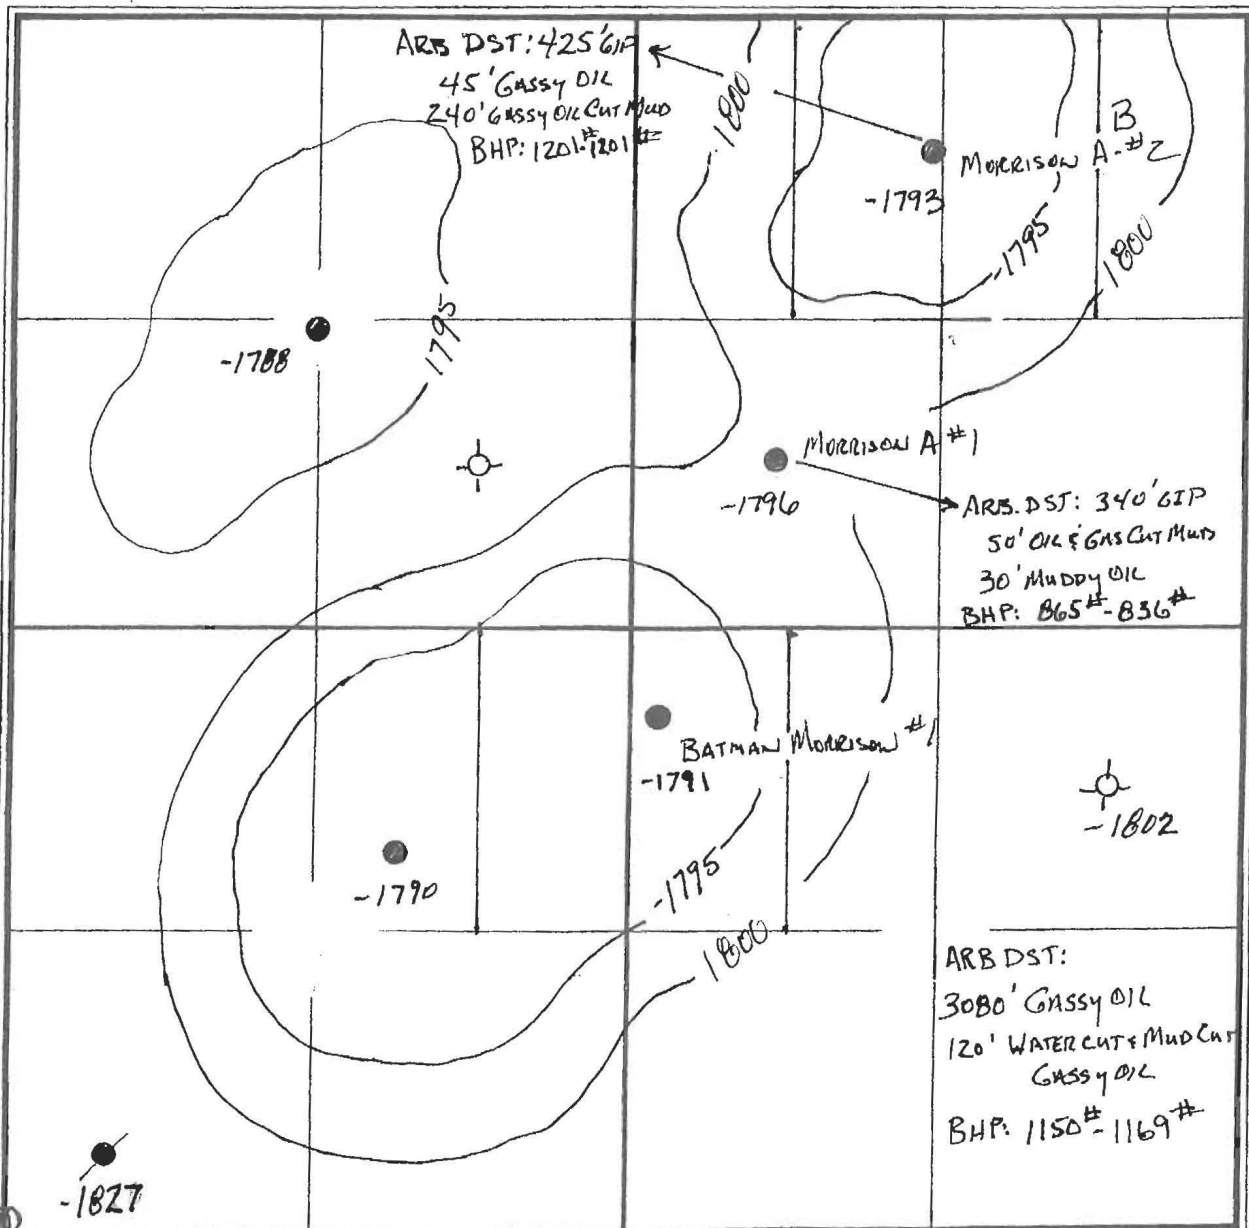 ARB DST: 425' GIP
45' GASSY OIL
240' GASSY OIL CUT MUD
BHP: 1201#-1201#
-1800
B
MORRISON A-#2
-1793
-1795
1800
-1788
1795
MORRISON A #1
-1796
ARB. DST: 340' GIP
50' OIL & GAS CUT MUD
30' MUDDY OIL
BHP: 865#-836#
BATMAN MORRISON #1
-1791
-1802
-1790
-1795
1800
ARB DST:
3080' GASSY OIL
120' WATER CUT & MUD CUT
GASSY OIL
BHP: 1150#-1169#
-1827